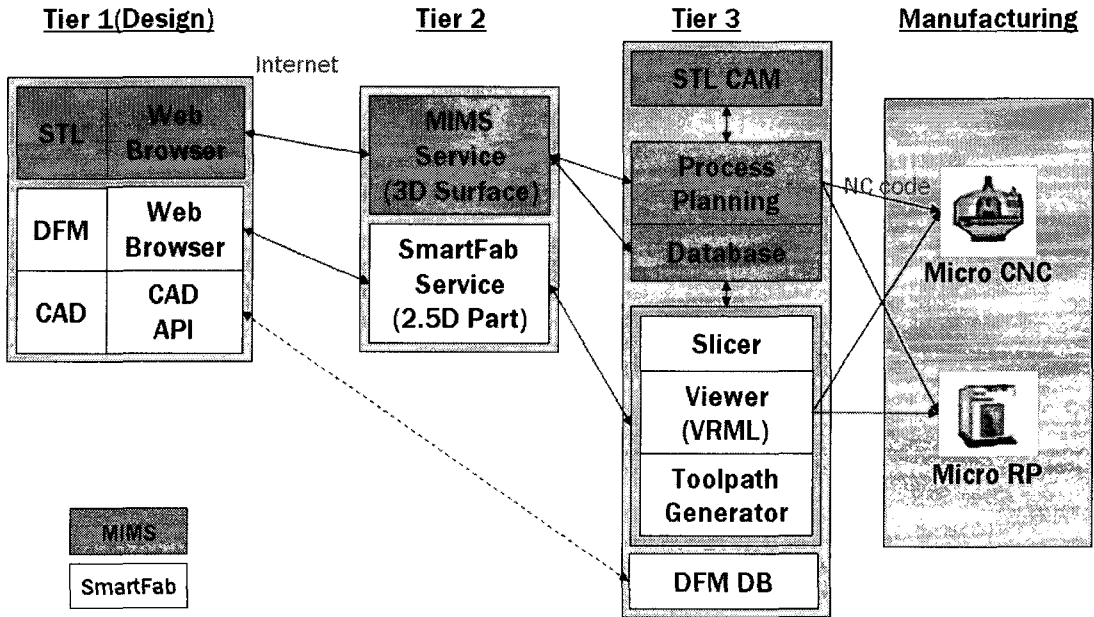 Tier 1(Design)
Tier 2
Tier 3
Manufacturing
Internet
STL
Web
Browser
DFM
Web
Browser
CAD
CAD
API
MIMS
Service
(3D Surface)
SmartFab
Service
(2.5D Part)
STL CAM
Process
Planning
Database
Slicer
Viewer
(VRML)
Toolpath
Generator
DFM DB
NC code
Micro CNC
Micro RP
MIMS
SmartFab